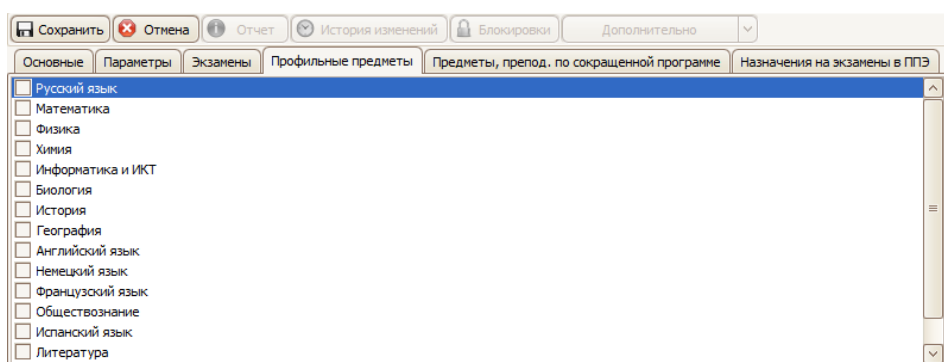 Сохранить Отмена Отчет История изменений Блокировки Дополнительно
Основные Параметры Экзамены Профильные предметы Предметы, препод. по сокращенной программе Назначения на экзамены в ППЭ
Русский язык
Математика
Физика
Химия
Информатика и ИКТ
Биология
История
География
Английский язык
Немецкий язык
Французский язык
Обществознание
Испанский язык
Литература